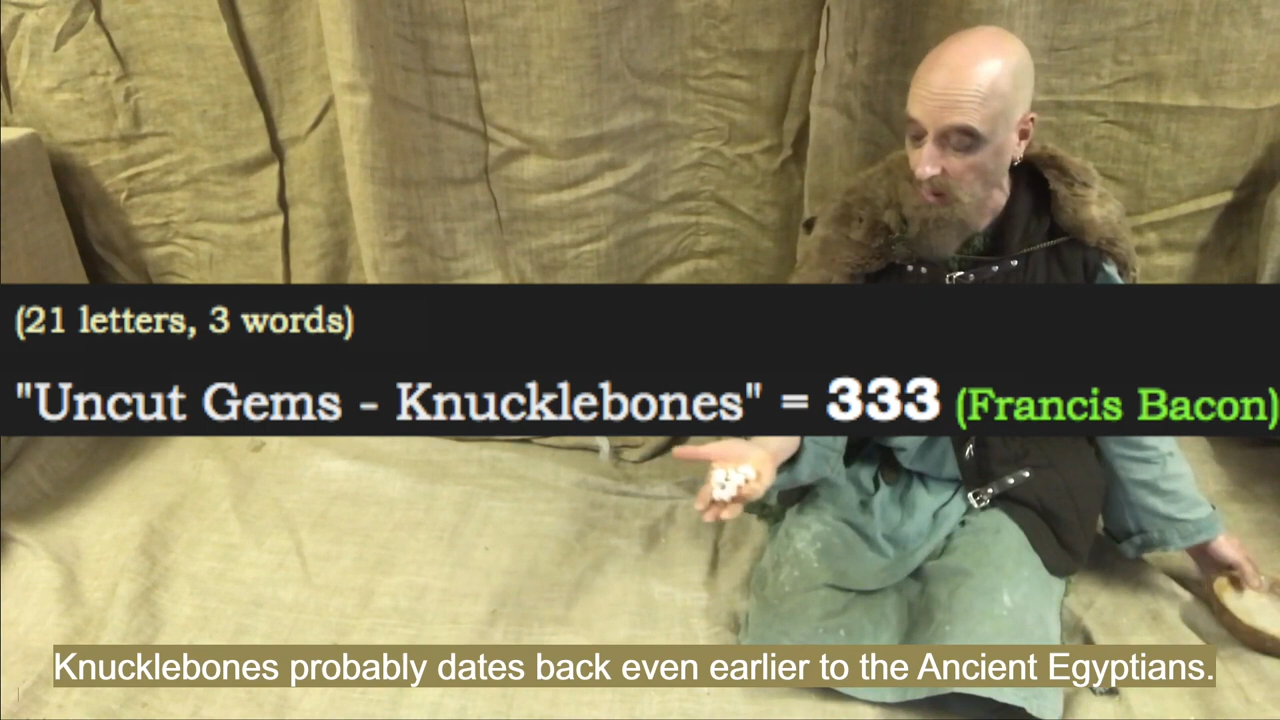 (21 letters, 3 words)
"Uncut Gems - Knucklebones" = 333 (Francis Bacon)
Knucklebones probably dates back even earlier to the Ancient Egyptians.